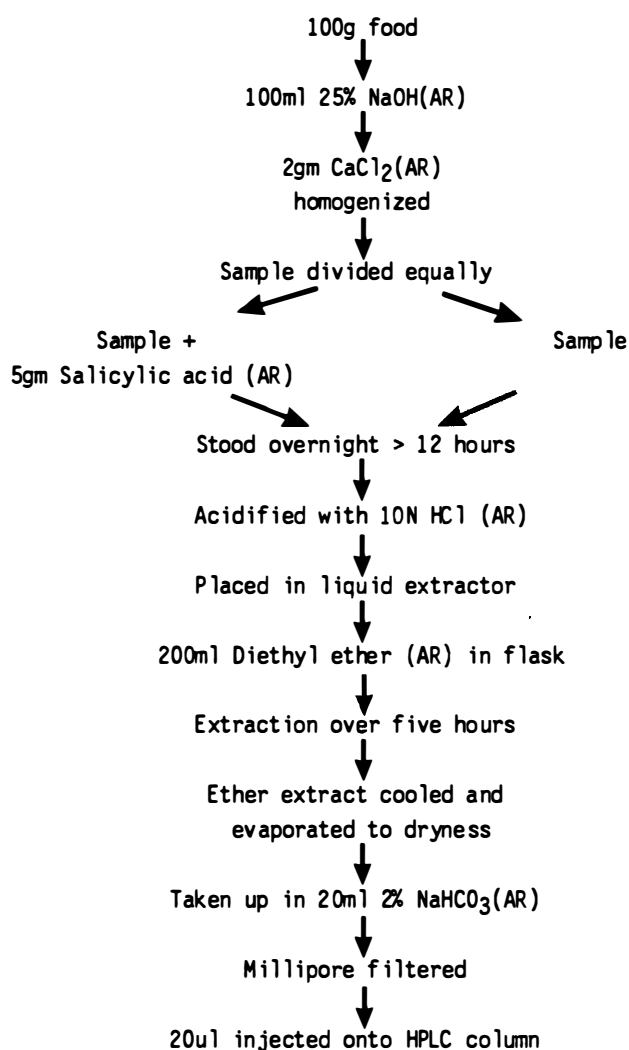 100g food
100ml 25% NaOH(AR)
2gm CaCl2(AR)
homogenized
Sample divided equally
Sample +
5gm Salicylic acid (AR)
Sample
Stood overnight > 12 hours
Acidified with 10N HCl (AR)
Placed in liquid extractor
200ml Diethyl ether (AR) in flask
Extraction over five hours
Ether extract cooled and
evaporated to dryness
Taken up in 20ml 2% NaHCO3(AR)
Millipore filtered
20ul injected onto HPLC column